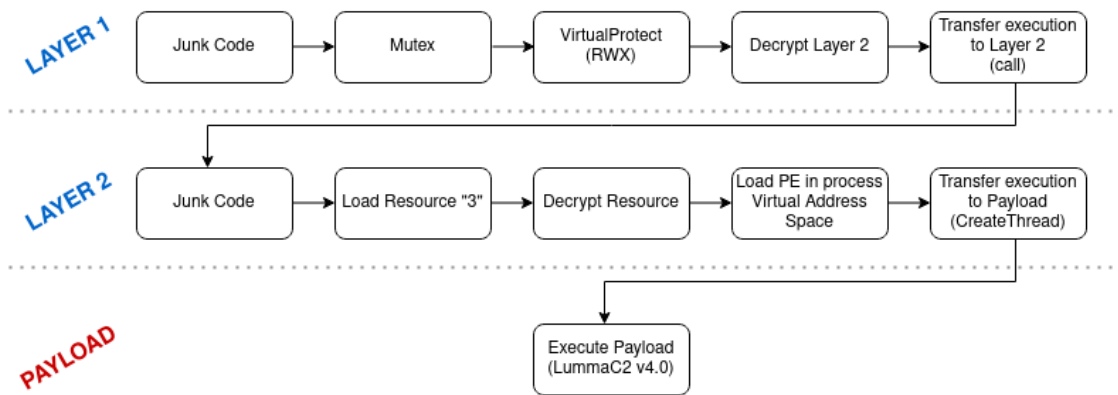 LAYER 1
Junk Code
Mutex
VirtualProtect
(RWX)
Decrypt Layer 2
Transfer execution
to Layer 2
(call)
LAYER 2
Junk Code
Load Resource "3"
Decrypt Resource
Load PE in process
Virtual Address
Space
Transfer execution
to Payload
(CreateThread)
PAYLOAD
Execute Payload
(LummaC2 v4.0)